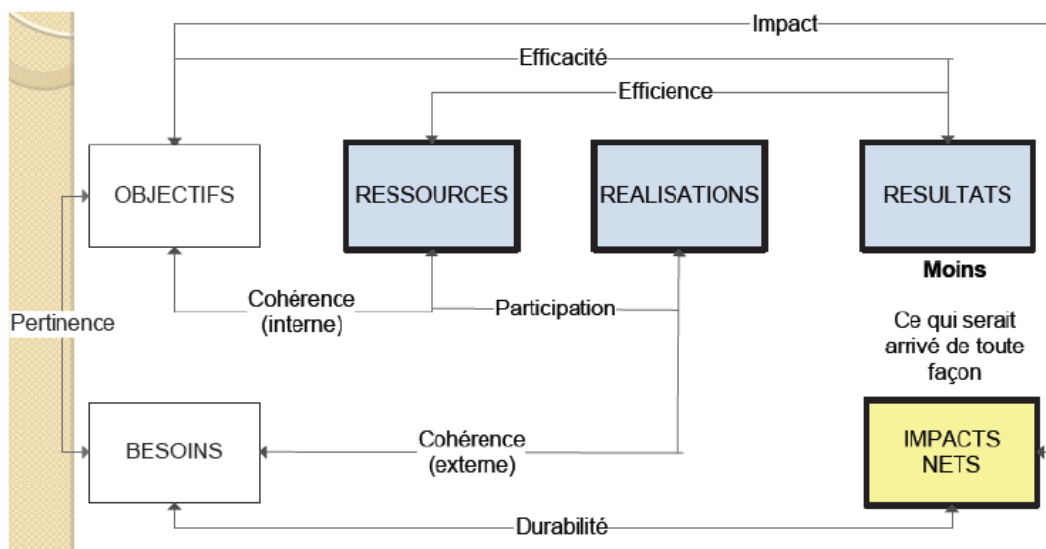 Impact
Efficacité
Efficience
OBJECTIFS
RESSOURCES
REALISATIONS
RESULTATS
Moins
Cohérence
(interne)
Participation
Pertinence
Ce qui serait
arrivé de toute
façon
BESOINS
Cohérence
(externe)
IMPACTS
NETS
Durabilité